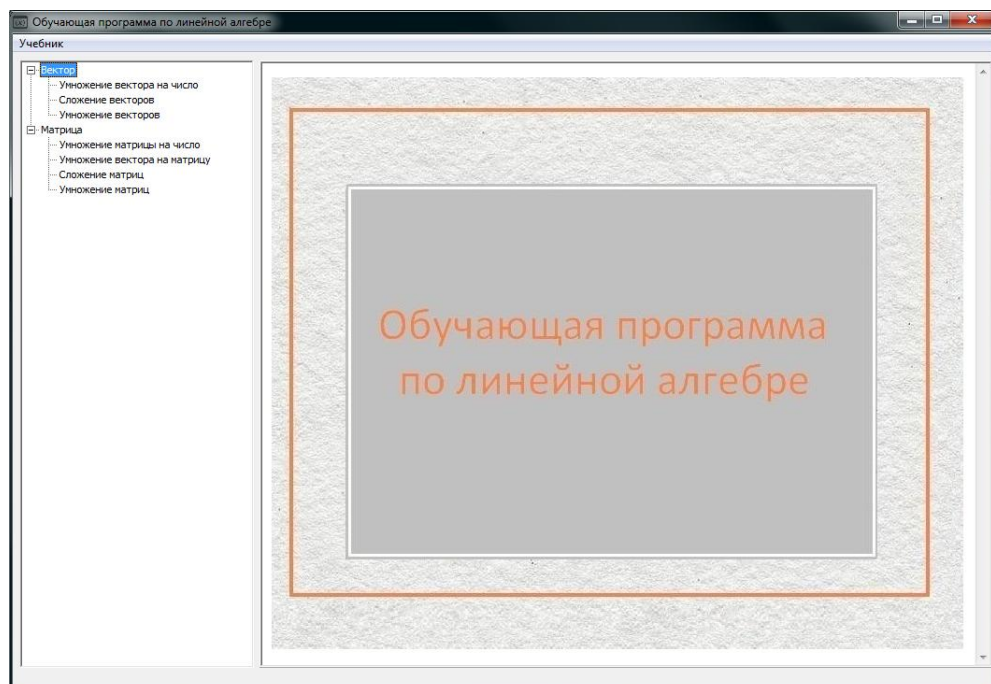 Обучающая программа по линейной алгебре
Учебник
Вектор
Умножение вектора на число
Сложение векторов
Умножение векторов
Матрица
Умножение матрицы на число
Умножение вектора на матрицу
Сложение матриц
Умножение матриц
Обучающая программа
по линейной алгебре